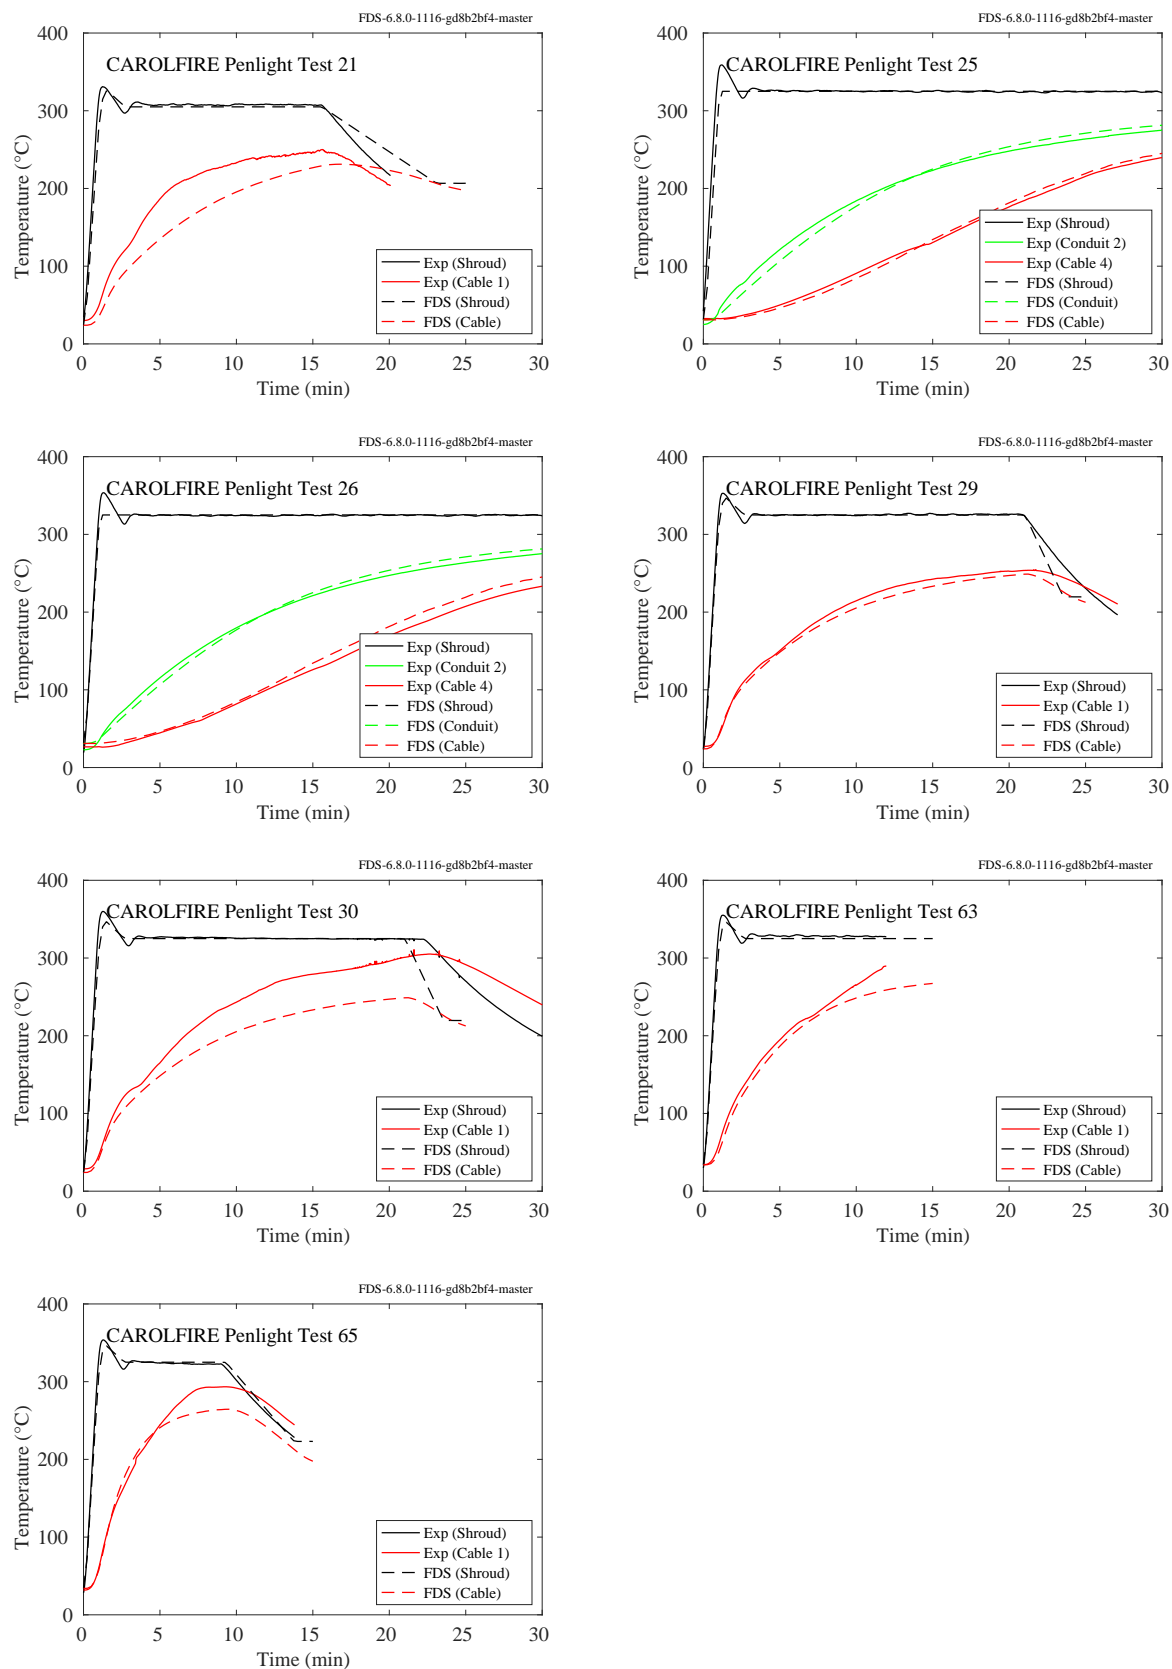 FDS-6.8.0-1116-gd8b2bf4-master
CAROLFIRE Penlight Test 21
400
300
200
100
0
Temperature (°C)
Exp (Shroud)
Exp (Cable 1)
FDS (Shroud)
FDS (Cable)
0 5 10 15 20 25 30
Time (min)
FDS-6.8.0-1116-gd8b2bf4-master
CAROLFIRE Penlight Test 25
400
300
200
100
0
Temperature (°C)
Exp (Shroud)
Exp (Conduit 2)
Exp (Cable 4)
FDS (Shroud)
FDS (Conduit)
FDS (Cable)
0 5 10 15 20 25 30
Time (min)
FDS-6.8.0-1116-gd8b2bf4-master
CAROLFIRE Penlight Test 26
400
300
200
100
0
Temperature (°C)
Exp (Shroud)
Exp (Conduit 2)
Exp (Cable 4)
FDS (Shroud)
FDS (Conduit)
FDS (Cable)
0 5 10 15 20 25 30
Time (min)
FDS-6.8.0-1116-gd8b2bf4-master
CAROLFIRE Penlight Test 29
400
300
200
100
0
Temperature (°C)
Exp (Shroud)
Exp (Cable 1)
FDS (Shroud)
FDS (Cable)
0 5 10 15 20 25 30
Time (min)
FDS-6.8.0-1116-gd8b2bf4-master
CAROLFIRE Penlight Test 30
400
300
200
100
0
Temperature (°C)
Exp (Shroud)
Exp (Cable 1)
FDS (Shroud)
FDS (Cable)
0 5 10 15 20 25 30
Time (min)
FDS-6.8.0-1116-gd8b2bf4-master
CAROLFIRE Penlight Test 63
400
300
200
100
0
Temperature (°C)
Exp (Shroud)
Exp (Cable 1)
FDS (Shroud)
FDS (Cable)
0 5 10 15 20 25 30
Time (min)
FDS-6.8.0-1116-gd8b2bf4-master
CAROLFIRE Penlight Test 65
400
300
200
100
0
Temperature (°C)
Exp (Shroud)
Exp (Cable 1)
FDS (Shroud)
FDS (Cable)
0 5 10 15 20 25 30
Time (min)